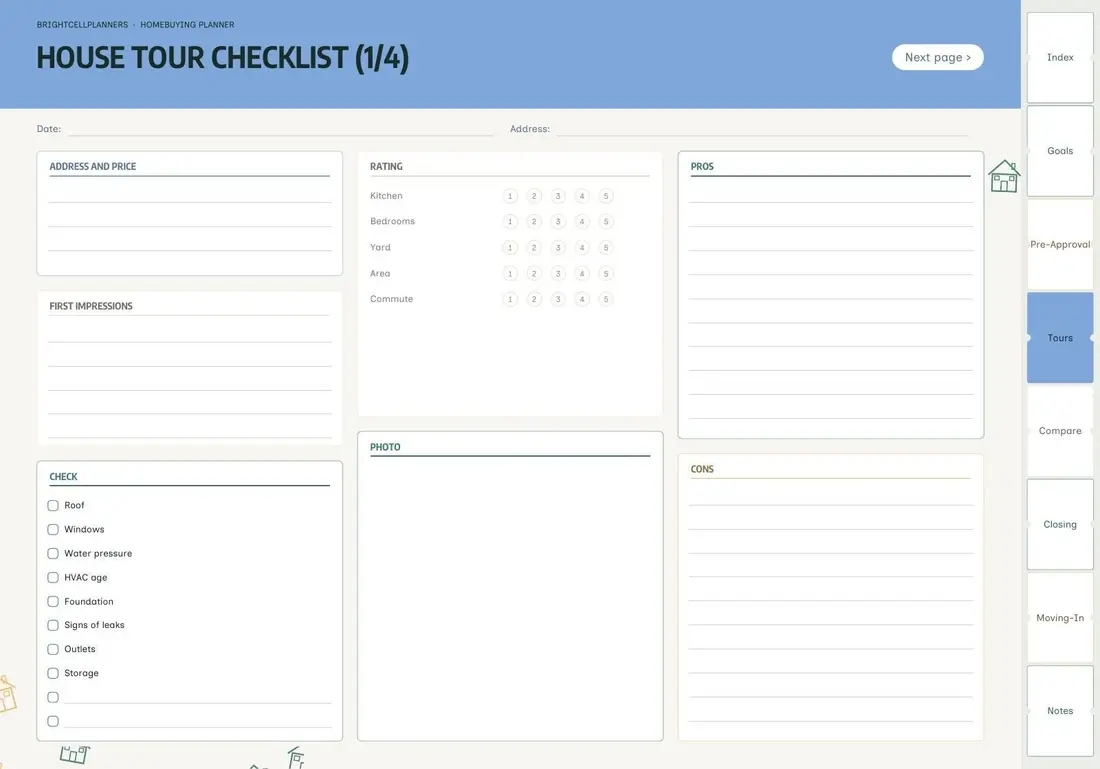 BRIGHTCELLPLANNERS · HOMEBUYING PLANNER
HOUSE TOUR CHECKLIST (1/4)
Next page >
Date:
Address:
ADDRESS AND PRICE
FIRST IMPRESSIONS
CHECK
Roof
Windows
Water pressure
HVAC age
Foundation
Signs of leaks
Outlets
Storage
RATING
Kitchen 1 2 3 4 5
Bedrooms 1 2 3 4 5
Yard 1 2 3 4 5
Area 1 2 3 4 5
Commute 1 2 3 4 5
PHOTO
PROS
CONS
Index
Goals
Pre-Approval
Tours
Compare
Closing
Moving-In
Notes